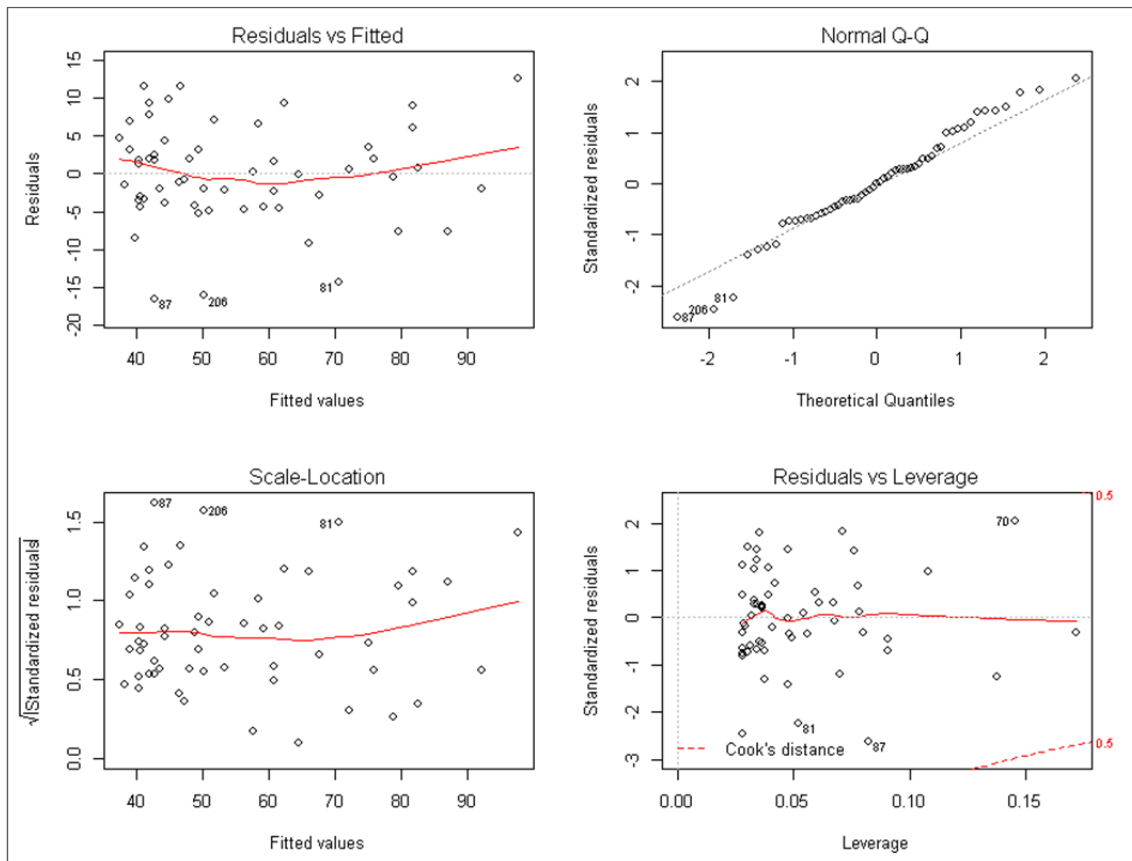 Residuals vs Fitted
Residuals
15
10
5
0
-5
-10
-15
-20
87
206
81
40 50 60 70 80 90
Fitted values
Normal Q-Q
Standardized residuals
2
1
0
-1
-2
81
206
87
-2 -1 0 1 2
Theoretical Quantiles
Scale-Location
√|Standardized residuals|
1.5
1.0
0.5
0.0
87
206
81
40 50 60 70 80 90
Fitted values
Residuals vs Leverage
Standardized residuals
2
1
0
-1
-2
-3
0.5
70
81
87
Cook's distance
0.5
0.00 0.05 0.10 0.15
Leverage